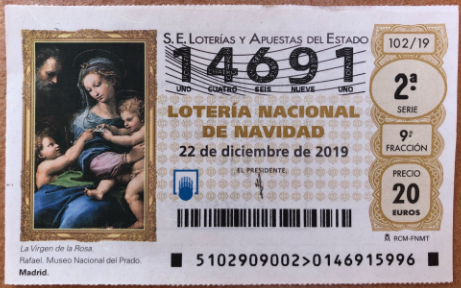 S.E. LOTERÍAS Y APUESTAS DEL ESTADO
14691
UNO CUATRO SEIS NUEVE UNO
LOTERÍA NACIONAL
DE NAVIDAD
22 de diciembre de 2019
EL PRESIDENTE,
102/19
2ª
SERIE
9ª
FRACCIÓN
PRECIO
20
EUROS
RCM-FNMT
La Virgen de la Rosa.
Rafael. Museo Nacional del Prado.
Madrid.
5102909002>0146915996